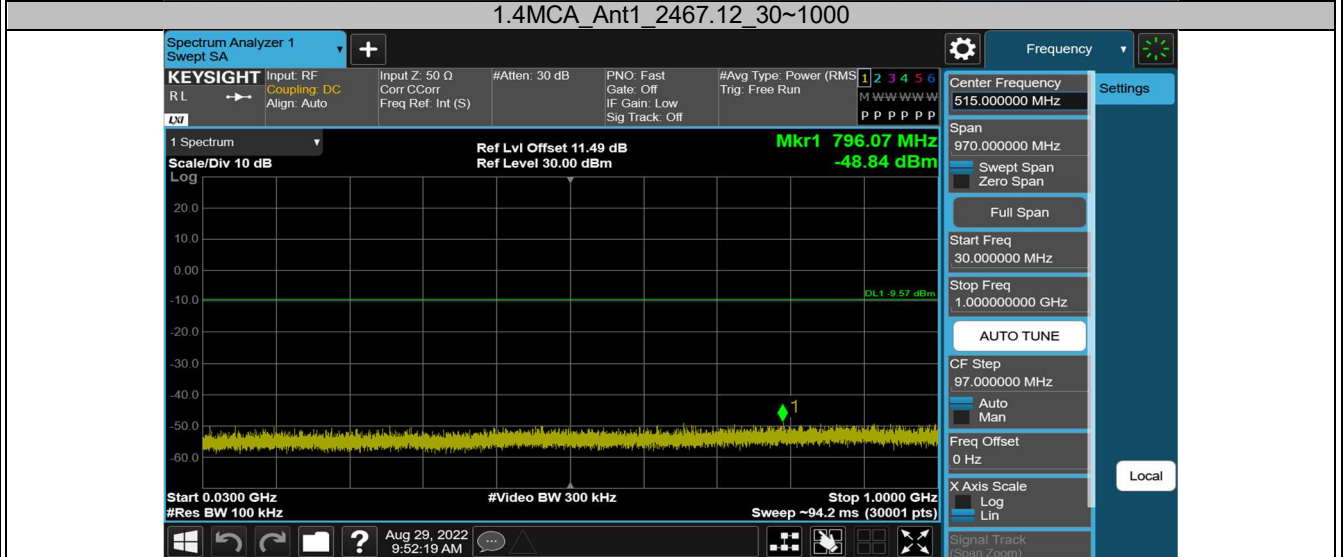 1.4MCA_Ant1_2467.12_30~1000
Spectrum Analyzer 1
Swept SA
Frequency
KEYSIGHT
RL
LXI
Input: RF
Coupling: DC
Align: Auto
Input Z: 50 Ω
Corr CCorr
Freq Ref: Int (S)
#Atten: 30 dB
PNO: Fast
Gate: Off
IF Gain: Low
Sig Track: Off
#Avg Type: Power (RMS
Trig: Free Run
1 2 3 4 5 6
M W W W W W
P P P P P P
1 Spectrum
Scale/Div 10 dB
Log
Ref Lvl Offset 11.49 dB
Ref Level 30.00 dBm
Mkr1 796.07 MHz
-48.84 dBm
20.0
10.0
0.00
-10.0
DL1 -9.57 dBm
-20.0
-30.0
-40.0
1
-50.0
-60.0
Start 0.0300 GHz
#Res BW 100 kHz
#Video BW 300 kHz
Stop 1.0000 GHz
Sweep ~94.2 ms (30001 pts)
Aug 29, 2022
9:52:19 AM
Center Frequency
515.000000 MHz
Settings
Span
970.000000 MHz
Swept Span
Zero Span
Full Span
Start Freq
30.000000 MHz
Stop Freq
1.000000000 GHz
AUTO TUNE
CF Step
97.000000 MHz
Auto
Man
Freq Offset
0 Hz
X Axis Scale
Log
Lin
Signal Track
(Span Zoom)
Local